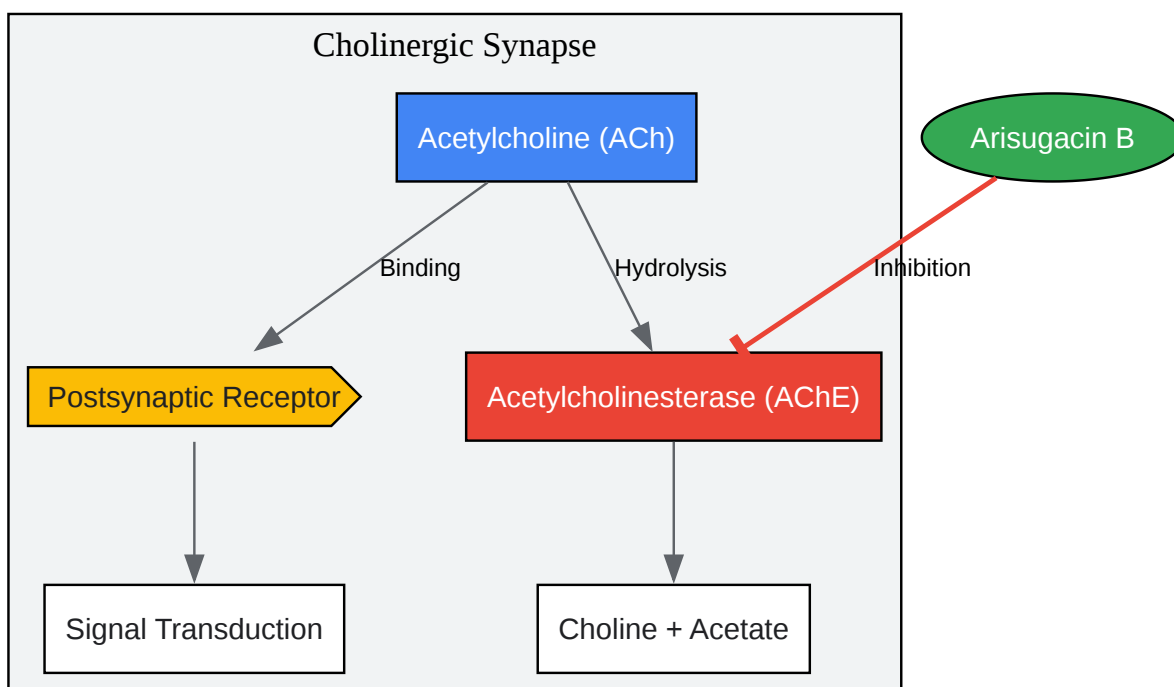 Cholinergic Synapse
Acetylcholine (ACh)
Arisugacin B
Binding
Hydrolysis
Inhibition
Postsynaptic Receptor
Acetylcholinesterase (AChE)
Signal Transduction
Choline + Acetate